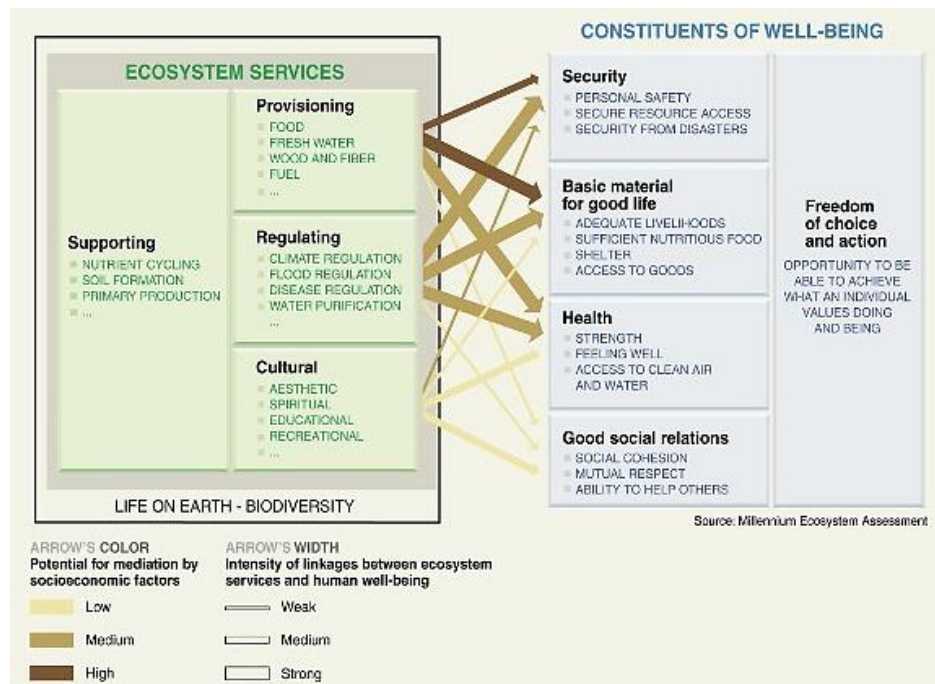 CONSTITUENTS OF WELL-BEING
ECOSYSTEM SERVICES
Supporting
NUTRIENT CYCLING
SOIL FORMATION
PRIMARY PRODUCTION
...
Provisioning
FOOD
FRESH WATER
WOOD AND FIBER
FUEL
...
Regulating
CLIMATE REGULATION
FLOOD REGULATION
DISEASE REGULATION
WATER PURIFICATION
...
Cultural
AESTHETIC
SPIRITUAL
EDUCATIONAL
RECREATIONAL
...
LIFE ON EARTH - BIODIVERSITY
Security
PERSONAL SAFETY
SECURE RESOURCE ACCESS
SECURITY FROM DISASTERS
Basic material
for good life
ADEQUATE LIVELIHOODS
SUFFICIENT NUTRITIOUS FOOD
SHELTER
ACCESS TO GOODS
Health
STRENGTH
FEELING WELL
ACCESS TO CLEAN AIR
AND WATER
Good social relations
SOCIAL COHESION
MUTUAL RESPECT
ABILITY TO HELP OTHERS
Freedom
of choice
and action
OPPORTUNITY TO BE
ABLE TO ACHIEVE
WHAT AN INDIVIDUAL
VALUES DOING
AND BEING
Source: Millennium Ecosystem Assessment
ARROW'S COLOR
Potential for mediation by
socioeconomic factors
Low
Medium
High
ARROW'S WIDTH
Intensity of linkages between ecosystem
services and human well-being
Weak
Medium
Strong